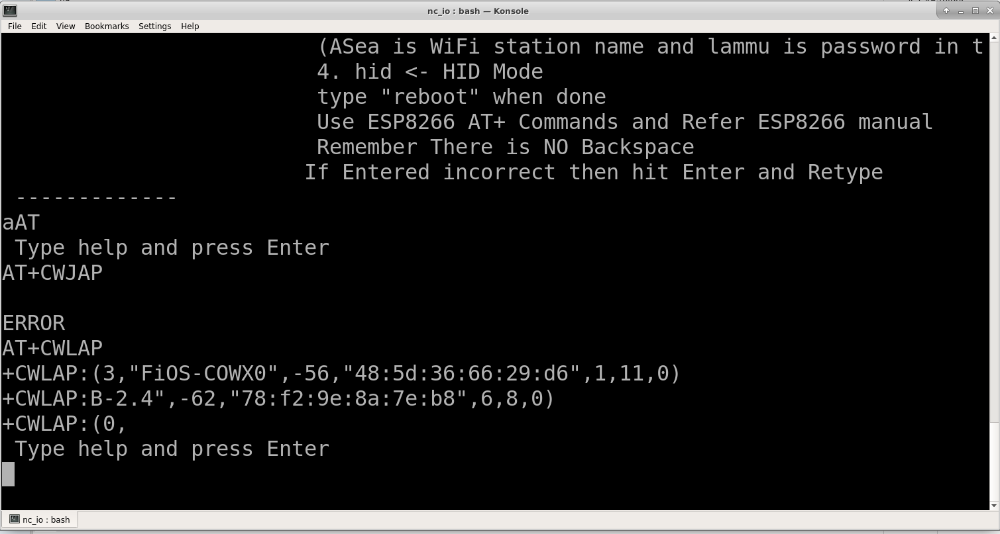 nc_io : bash — Konsole
File Edit View Bookmarks Settings Help
(ASea is WiFi station name and lammu is password in t
4. hid <- HID Mode
type "reboot" when done
Use ESP8266 AT+ Commands and Refer ESP8266 manual
Remember There is NO Backspace
If Entered incorrect then hit Enter and Retype
-------------
aAT
Type help and press Enter
AT+CWJAP
ERROR
AT+CWLAP
+CWLAP:(3,"FiOS-COWX0",-56,"48:5d:36:66:29:d6",1,11,0)
+CWLAP:B-2.4",-62,"78:f2:9e:8a:7e:b8",6,8,0)
+CWLAP:(0,
Type help and press Enter
nc_io : bash